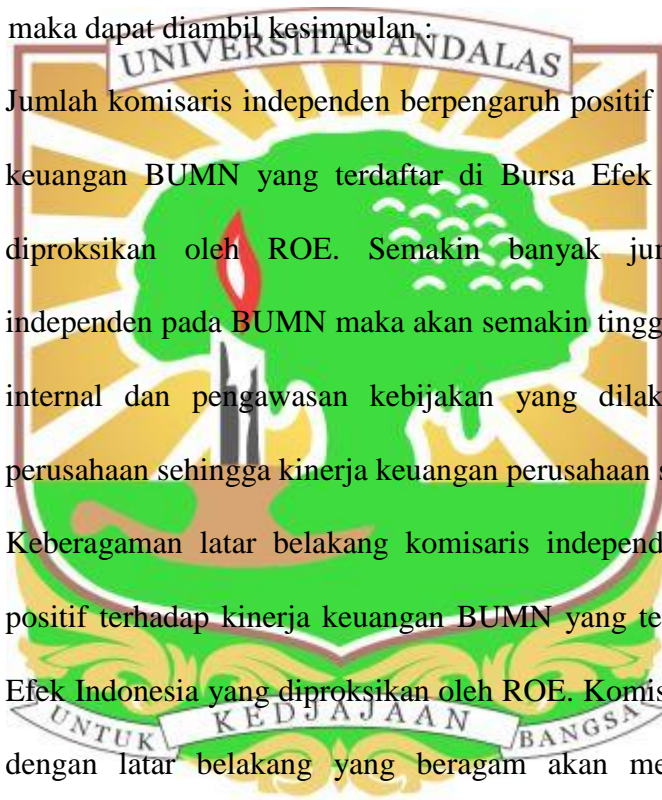 maka dapat diambil kesimpulan :
UNIVERSITAS ANDALAS
Jumlah komisaris independen berpengaruh positif
keuangan BUMN yang terdaftar di Bursa Efek
diproksikan oleh ROE. Semakin banyak
independen pada BUMN maka akan semakin
internal dan pengawasan kebijakan yang
perusahaan sehingga kinerja keuangan perusahaan
Keberagaman latar belakang komisaris
positif terhadap kinerja keuangan BUMN yang
Efek Indonesia yang diproksikan oleh ROE.
UNTUK KEDJAJAAN BANGSA
dengan latar belakang yang beragam akan